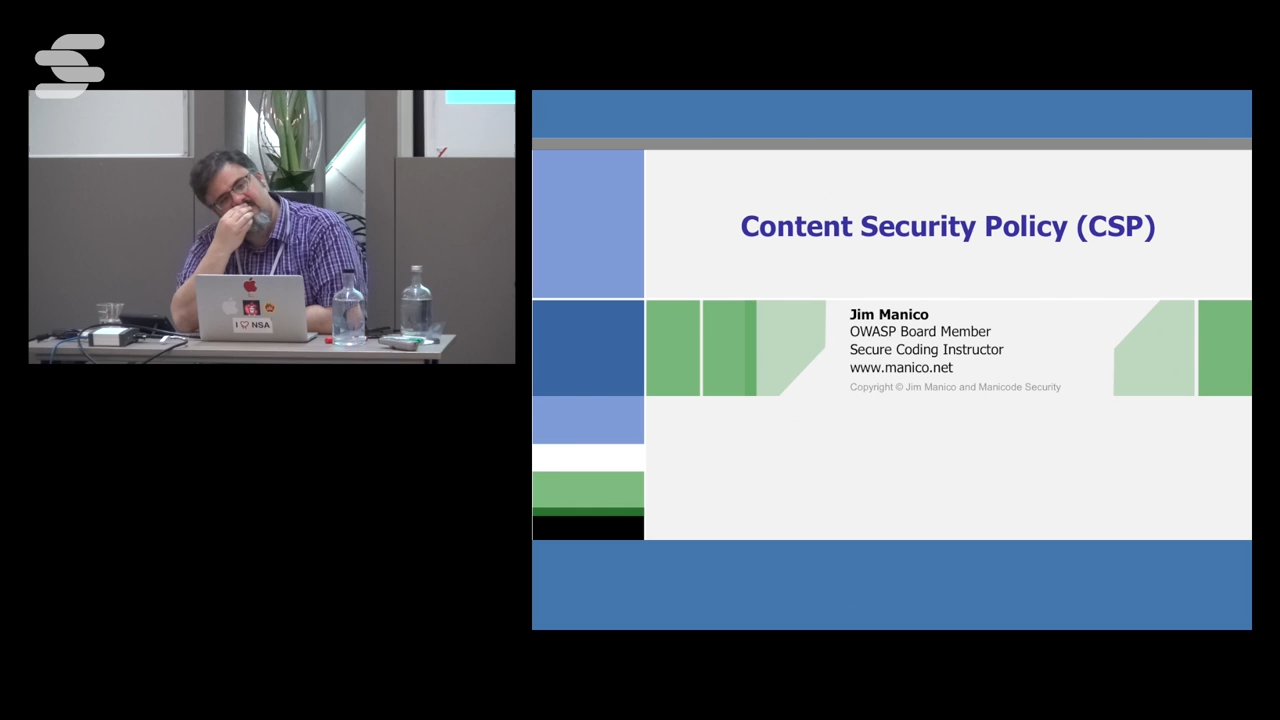 I NSA
Content Security Policy (CSP)
Jim Manico
OWASP Board Member
Secure Coding Instructor
www.manico.net
Copyright © Jim Manico and Manicode Security